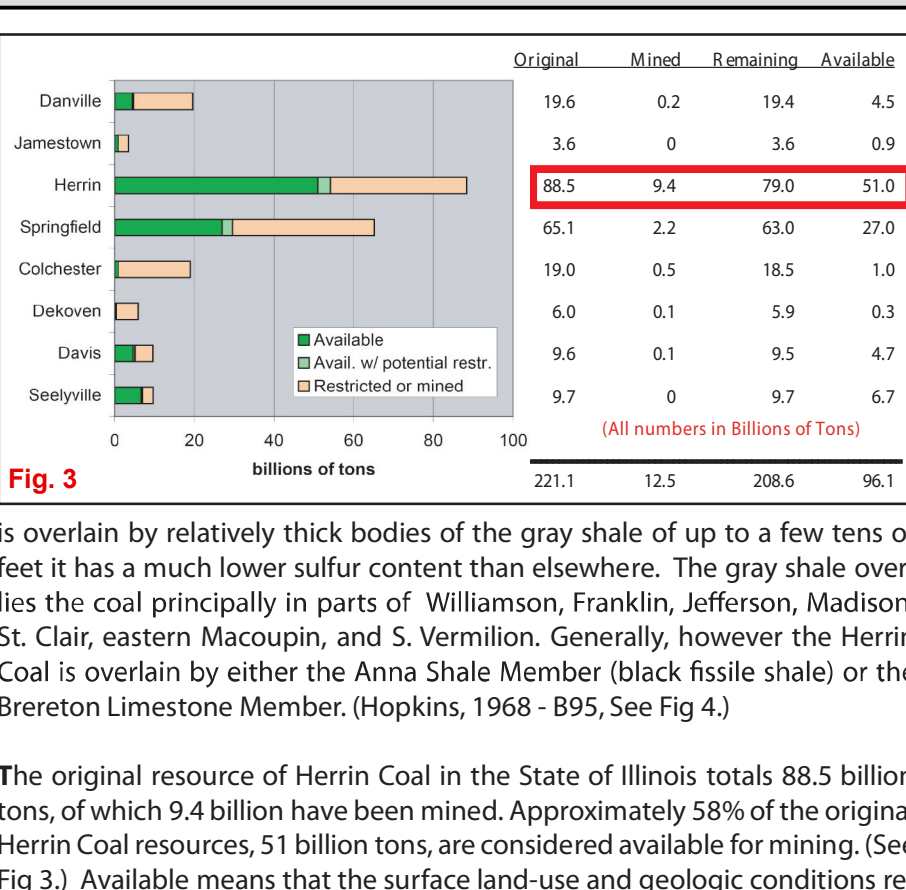 Original Mined Remaining Available
Danville 19.6 0.2 19.4 4.5
Jamestown 3.6 0 3.6 0.9
Herrin 88.5 9.4 79.0 51.0
Springfield 65.1 2.2 63.0 27.0
Colchester 19.0 0.5 18.5 1.0
Dekoven 6.0 0.1 5.9 0.3
Available
Davis 9.6 0.1 9.5 4.7
Avail. w/ potential restr.
Restricted or mined
Seelyville 9.7 0 9.7 6.7
0 20 40 60 80 100
(All numbers in Billions of Tons)
billions of tons
Fig. 3
221.1 12.5 208.6 96.1
is overlain by relatively thick bodies of the gray shale of up to a few tens o
feet it has a much lower sulfur content than elsewhere. The gray shale over
lies the coal principally in parts of Williamson, Franklin, Jefferson, Madison
St. Clair, eastern Macoupin, and S. Vermilion. Generally, however the Herrin
Coal is overlain by either the Anna Shale Member (black fissile shale) or the
Brereton Limestone Member. (Hopkins, 1968 - B95, See Fig 4.)
The original resource of Herrin Coal in the State of Illinois totals 88.5 billion
tons, of which 9.4 billion have been mined. Approximately 58% of the origina
Herrin Coal resources, 51 billion tons, are considered available for mining. (See
Fig 3.) Available means that the surface land-use and geologic conditions re